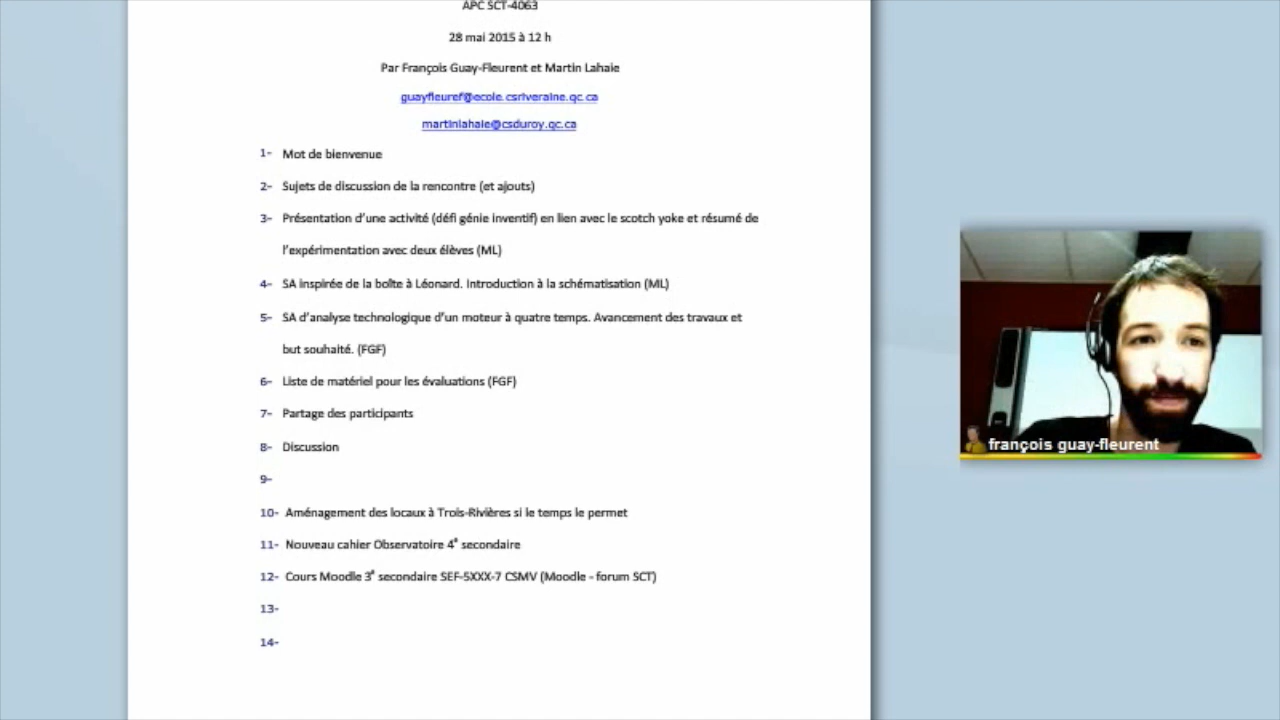 APC SCT-4063
28 mai 2015 à 12 h
Par François Guay-Fleurent et Martin Lahaie
guayfleuref@ecole.csriveraine.qc.ca
martinlahaie@csduroy.qc.ca
1- Mot de bienvenue
2- Sujets de discussion de la rencontre (et ajouts)
3- Présentation d'une activité (défi génie inventif) en lien avec le scotch yoke et résumé de
l'expérimentation avec deux élèves (ML)
4- SA inspirée de la boîte à Léonard. Introduction à la schématisation (ML)
5- SA d'analyse technologique d'un moteur à quatre temps. Avancement des travaux et
but souhaité. (FGF)
6- Liste de matériel pour les évaluations (FGF)
7- Partage des participants
8- Discussion
9-
10- Aménagement des locaux à Trois-Rivières si le temps le permet
11- Nouveau cahier Observatoire 4e secondaire
12- Cours Moodle 3e secondaire SEF-5XXX-7 CSMV (Moodle - forum SCT)
13-
14-
françois guay-fleurent